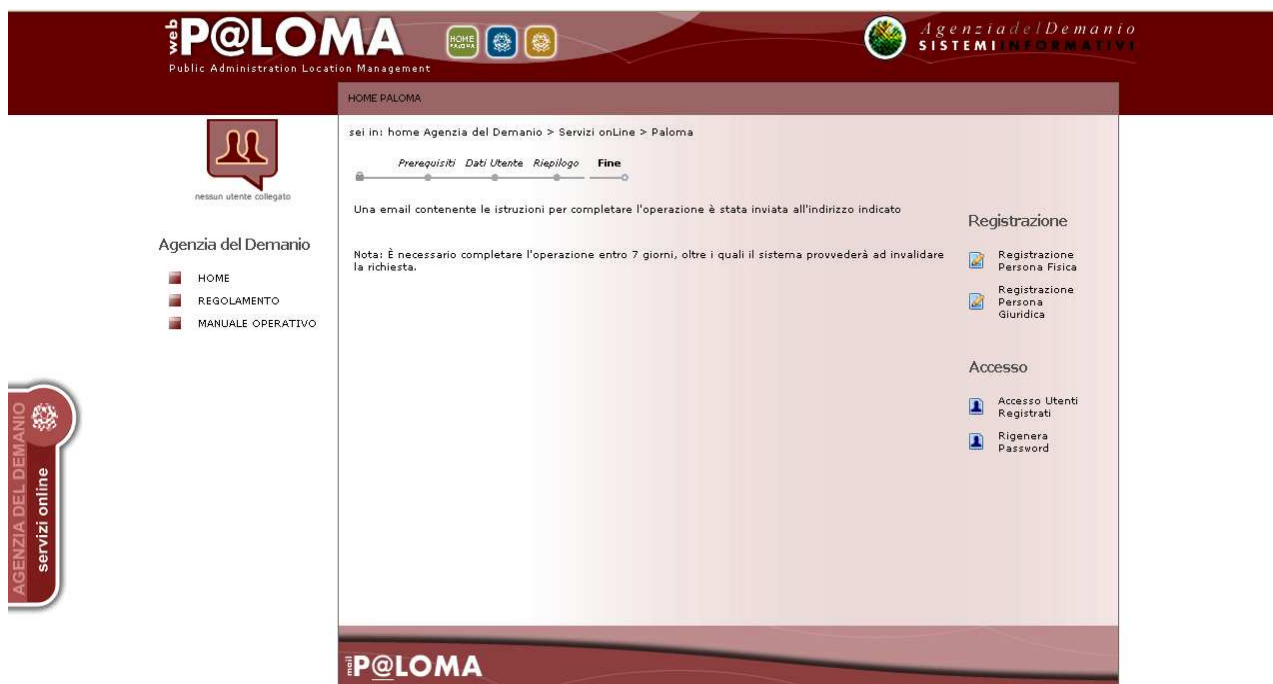 web P@LOMA
Public Administration Location Management
HOME
PALOMA
AgenziadelDemanio
SISTEMI INFORMATIVI
HOME PALOMA
nessun utente collegato
Agenzia del Demanio
HOME
REGOLAMENTO
MANUALE OPERATIVO
AGENZIA DEL DEMANIO
servizi online
sei in: home Agenzia del Demanio > Servizi onLine > Paloma
Prerequisiti Dati Utente Riepilogo Fine
Una email contenente le istruzioni per completare l'operazione è stata inviata all'indirizzo indicato
Nota: È necessario completare l'operazione entro 7 giorni, oltre i quali il sistema provvederà ad invalidare
la richiesta.
Registrazione
Registrazione
Persona Fisica
Registrazione
Persona
Giuridica
Accesso
Accesso Utenti
Registrati
Rigenera
Password
mail P@LOMA